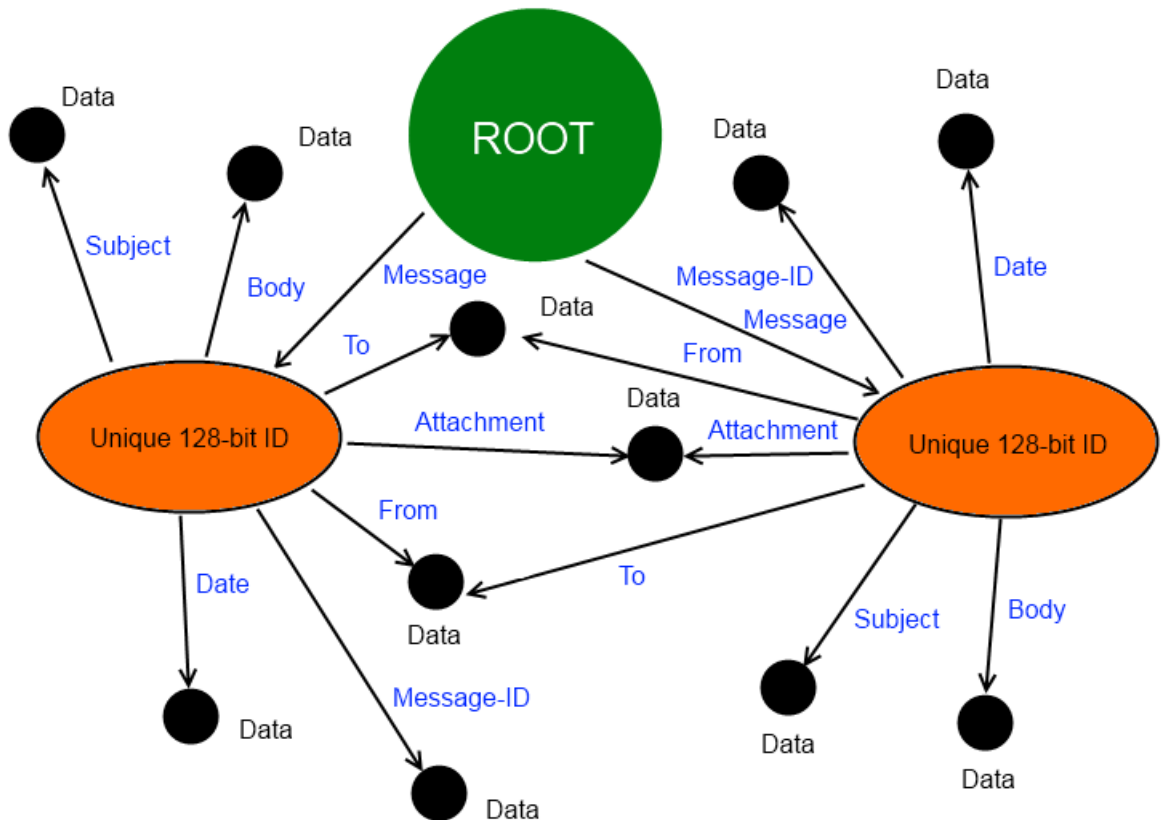 Data
Data
Data
ROOT
Data
Data
Subject
Body
Message
Message-ID
Date
Data
Message
To
From
Data
Attachment
Attachment
Unique 128-bit ID
Unique 128-bit ID
From
Date
To
Subject
Body
Data
Message-ID
Data
Data
Data
Data